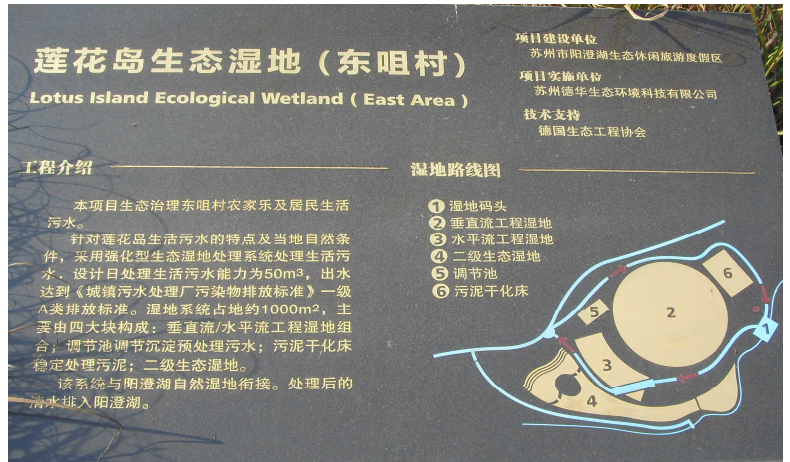 莲花岛生态湿地（东咀村）
Lotus Island Ecological Wetland ( East Area )
项目建设单位
苏州市阳澄湖生态休闲旅游度假区
项目实施单位
苏州德华生态环境科技有限公司
技术支持
德国生态工程协会
工程介绍
本项目生态治理东咀村农家乐及居民生活
污水。
针对莲花岛生活污水的特点及当地自然条
件，采用强化型生态湿地处理系统处理生活污
水、设计日处理生活污水能力为50m³，出水
达到《城镇污水处理厂污染物排放标准》一级
A类排放标准。湿地系统占地约1000m²，主
要由四大块构成：垂直流/水平流工程湿地组
合；调节池调节沉淀预处理污水；污泥干化床
稳定处理污泥；二级生态湿地。
该系统与阳澄湖自然湿地衔接。处理后的
清水排入阳澄湖。
湿地路线图
1 湿地码头
2 垂直流工程湿地
3 水平流工程湿地
4 二级生态湿地
5 调节池
6 污泥干化床
6
5
2
1
3
4